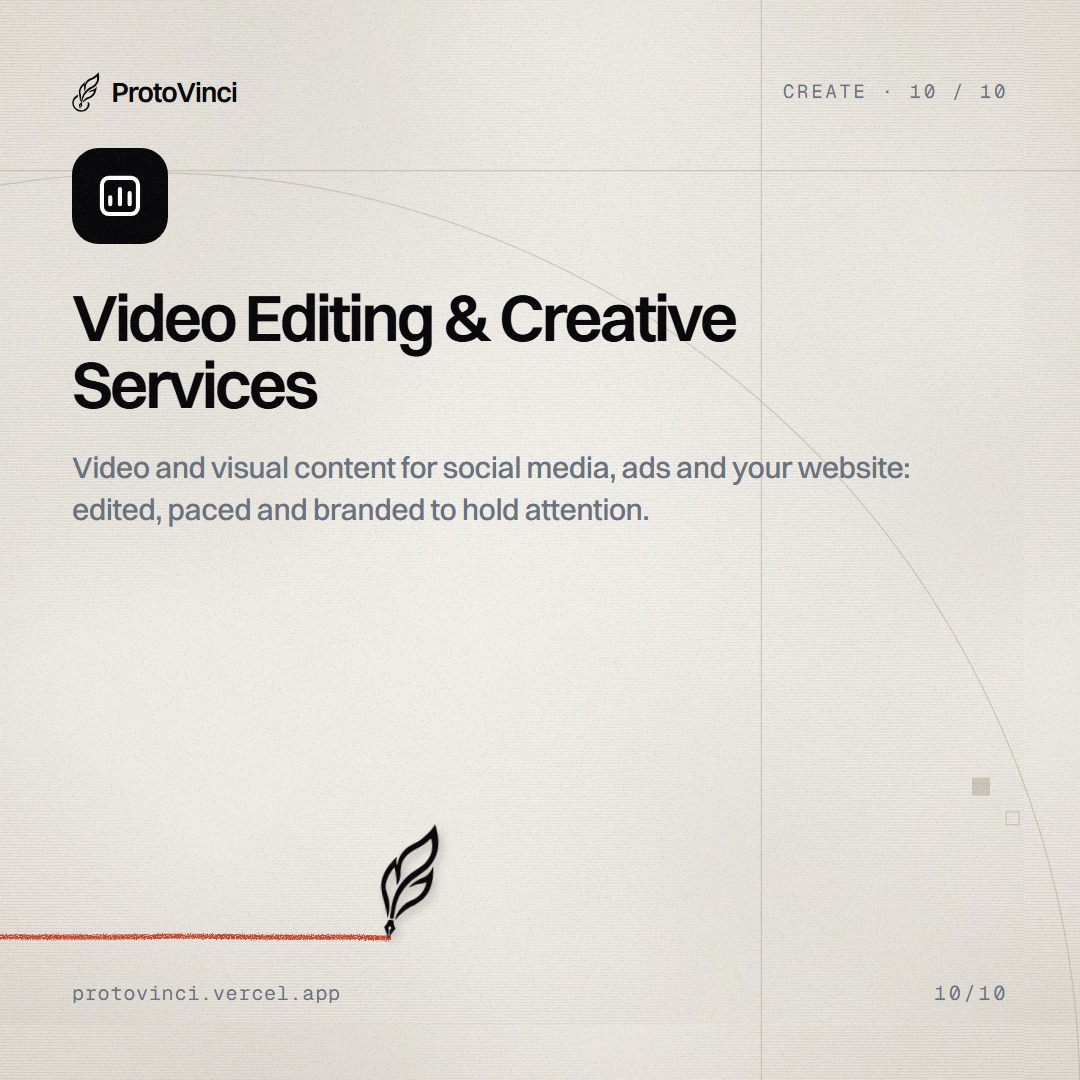 ProtoVinci
CREATE · 10 / 10
Video Editing & Creative
Services
Video and visual content for social media, ads and your website:
edited, paced and branded to hold attention.
protovinci.vercel.app
10/10